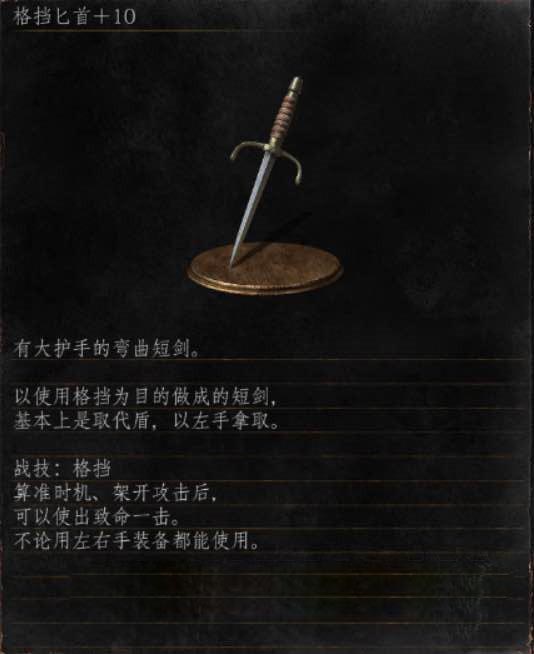 格挡匕首＋10
有大护手的弯曲短剑。
以使用格挡为目的做成的短剑，
基本上是取代盾，以左手拿取。
战技：格挡
算准时机、架开攻击后，
可以使出致命一击。
不论用左右手装备都能使用。